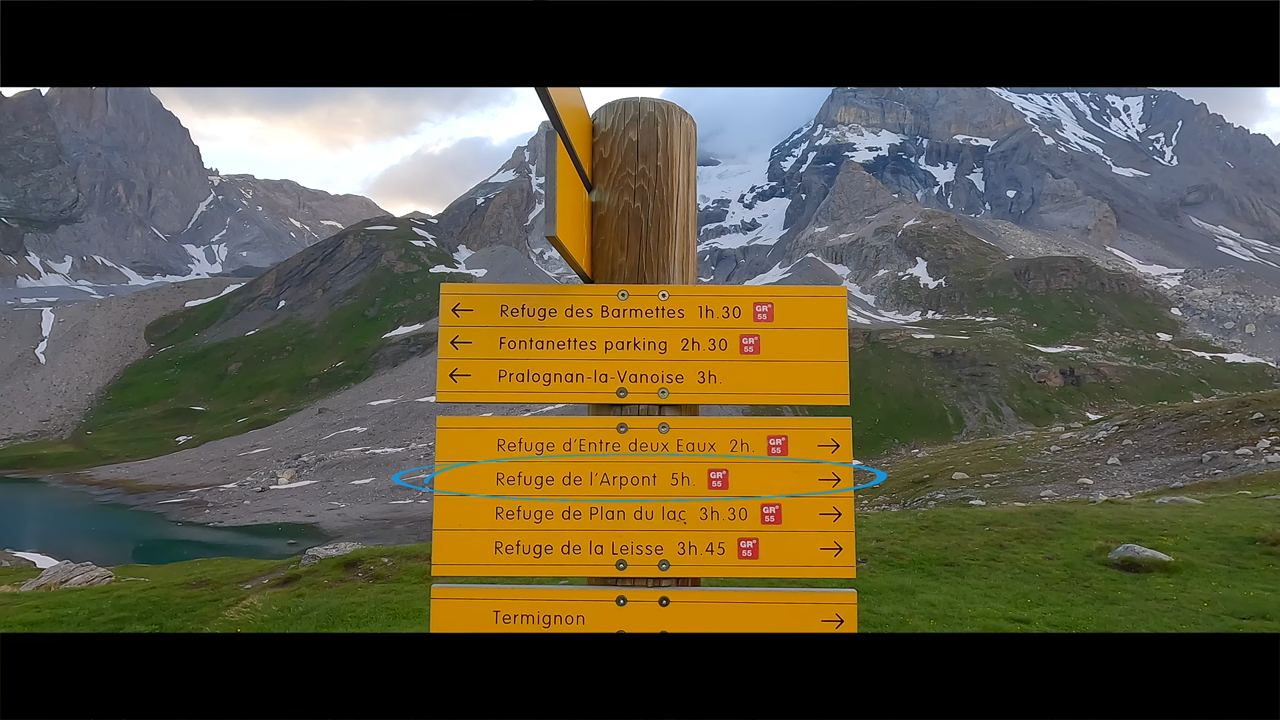 ← Refuge des Barmettes 1h.30 GR® 55
← Fontanettes parking 2h.30 GR® 55
← Pralognan-la-Vanoise 3h.
Refuge d'Entre deux Eaux 2h. GR® 55 →
Refuge de l'Arpont 5h. GR® 55 →
Refuge de Plan du lac 3h.30 GR® 55 →
Refuge de la Leisse 3h.45 GR® 55 →
Termignon →